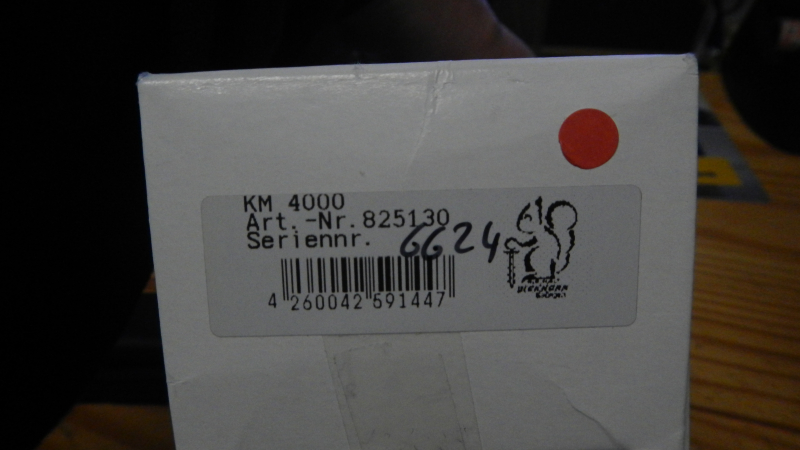 KM 4000
Art.-Nr. 825130
Seriennr. 6624
4 260042 591447